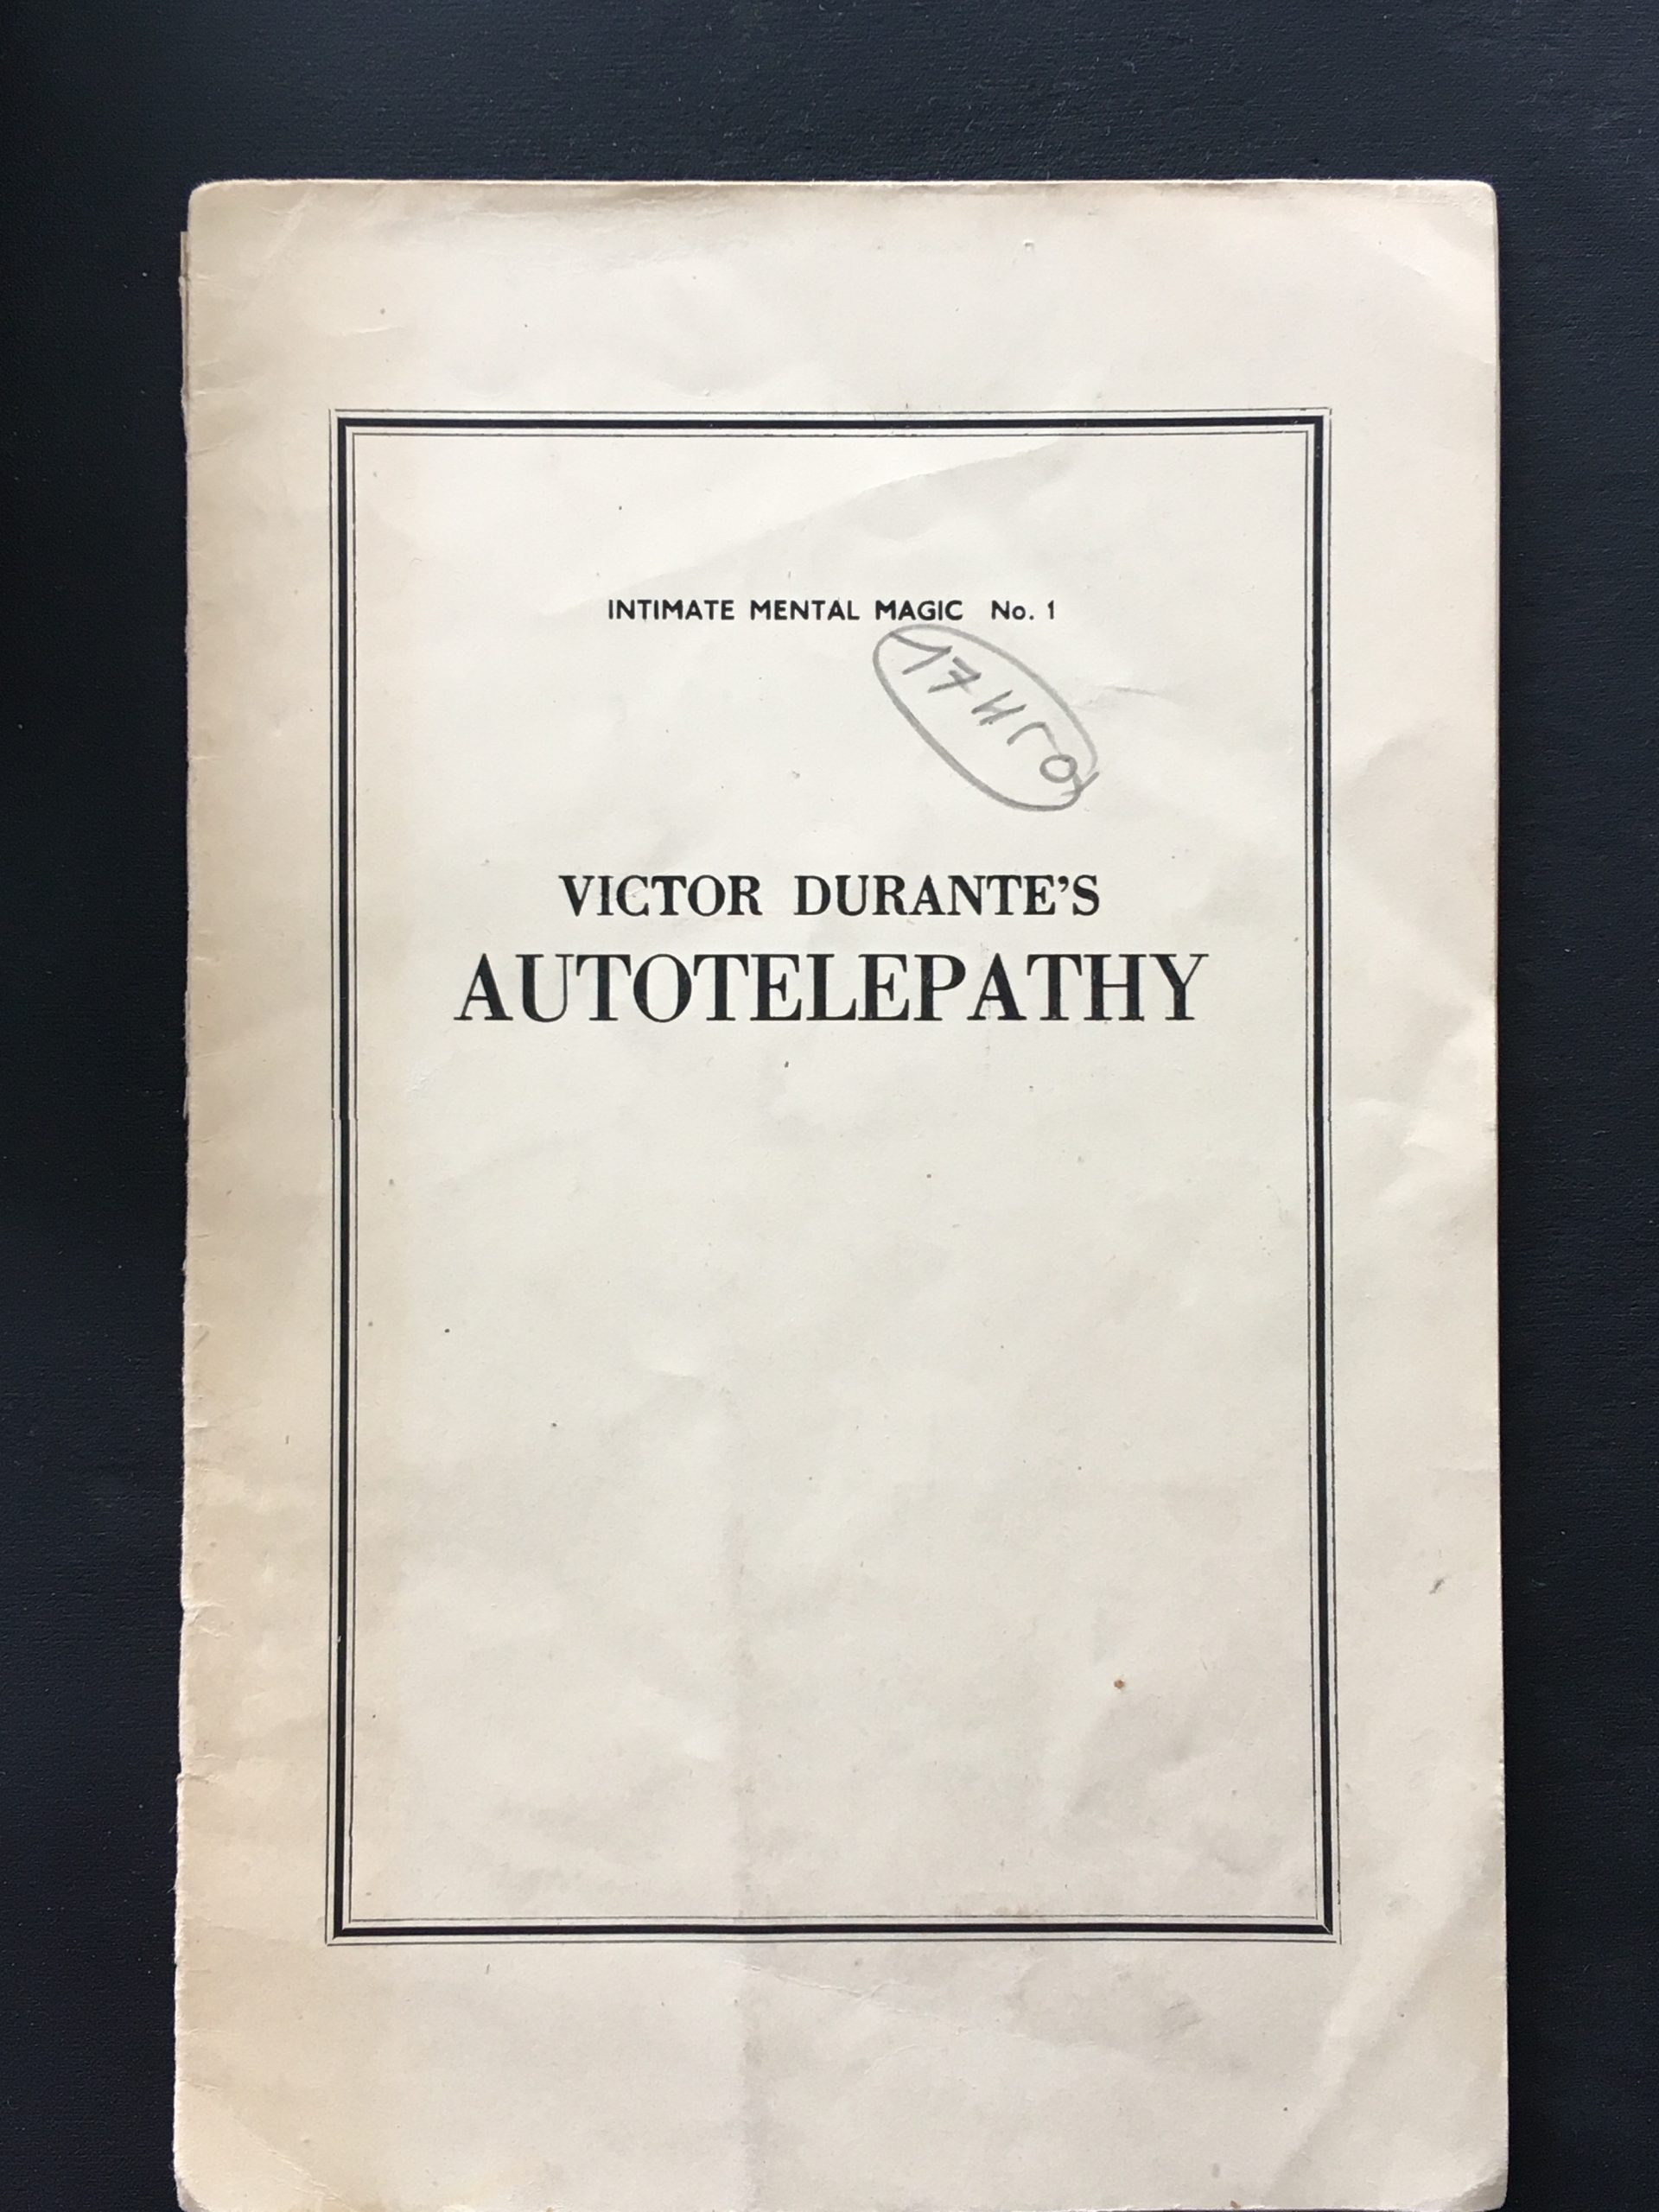 INTIMATE MENTAL MAGIC No. 1
VICTOR DURANTE'S
AUTOTELEPATHY